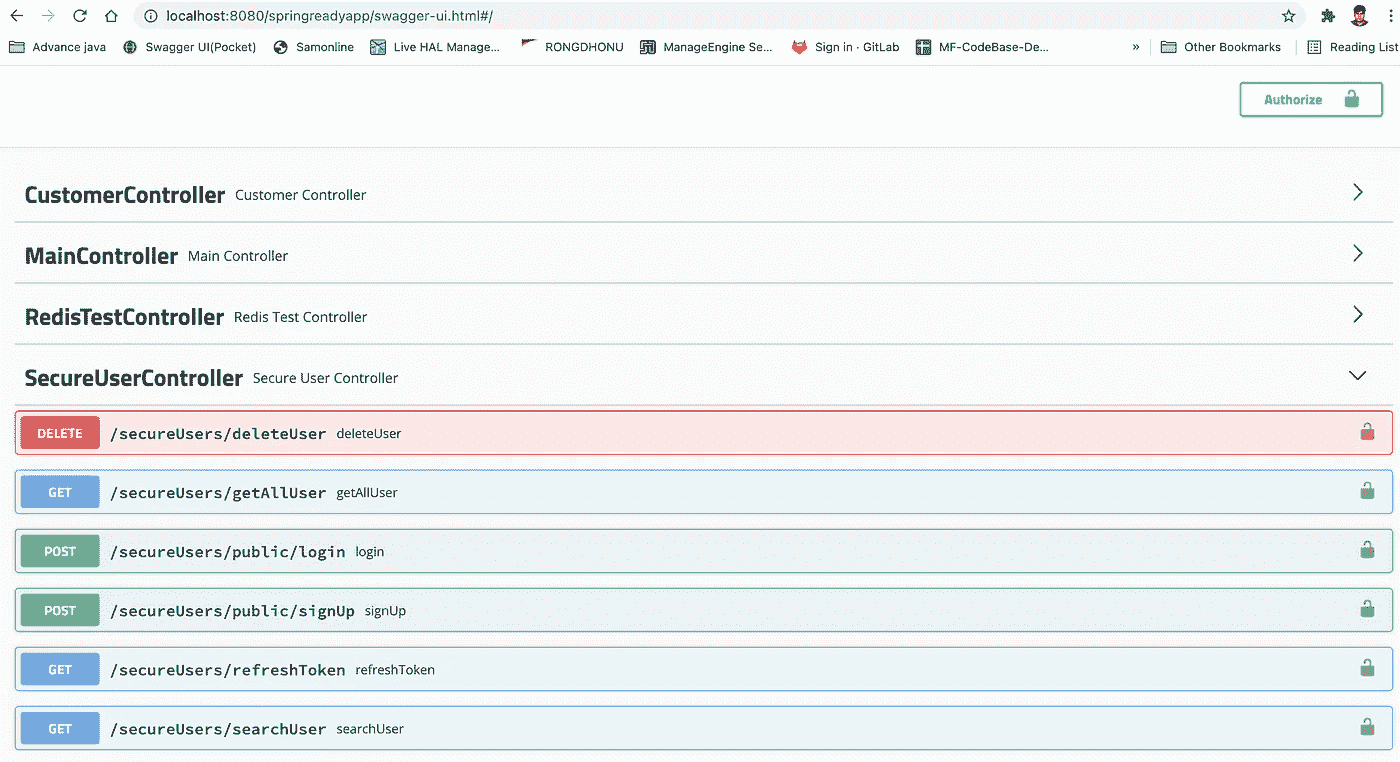 localhost:8080/springreadyapp/swagger-ui.html#/
Advance java Swagger UI(Pocket) Samonline Live HAL Manage... RONGDHONU ManageEngine Se... Sign in · GitLab MF-CodeBase-De... » Other Bookmarks Reading List
Authorize
CustomerController Customer Controller
MainController Main Controller
RedisTestController Redis Test Controller
SecureUserController Secure User Controller
DELETE /secureUsers/deleteUser deleteUser
GET /secureUsers/getAllUser getAllUser
POST /secureUsers/public/login login
POST /secureUsers/public/signUp signUp
GET /secureUsers/refreshToken refreshToken
GET /secureUsers/searchUser searchUser